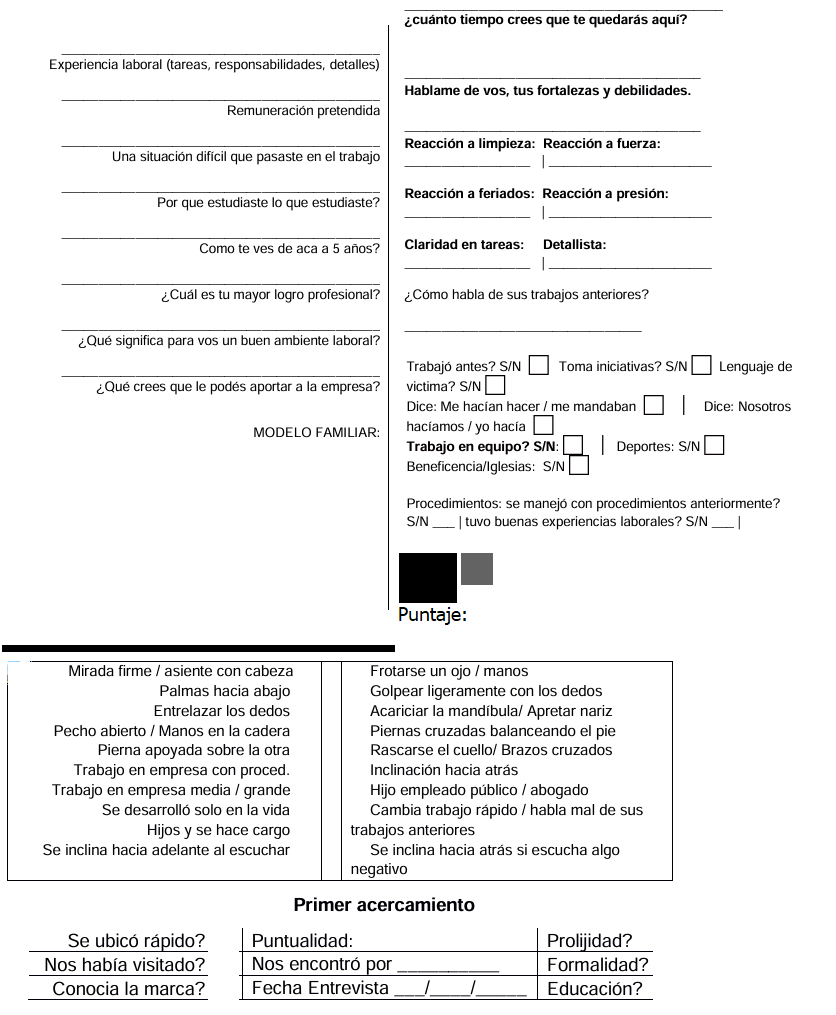 Experiencia laboral (tareas, responsabilidades, detalles)
Remuneración pretendida
Una situación difícil que pasaste en el trabajo
Por que estudiaste lo que estudiaste?
Como te ves de aca a 5 años?
¿Cuál es tu mayor logro profesional?
¿Qué significa para vos un buen ambiente laboral?
¿Qué crees que le podés aportar a la empresa?
MODELO FAMILIAR:
¿cuánto tiempo crees que te quedarás aquí?
Hablame de vos, tus fortalezas y debilidades.
Reacción a limpieza: Reacción a fuerza:
______________ | __________________
Reacción a feriados: Reacción a presión:
______________ | __________________
Claridad en tareas: Detallista:
______________ | __________________
¿Cómo habla de sus trabajos anteriores?
Trabajó antes? S/N Toma iniciativas? S/N Lenguaje de
victima? S/N
Dice: Me hacían hacer / me mandaban | Dice: Nosotros
hacíamos / yo hacía
Trabajo en equipo? S/N: | Deportes: S/N
Beneficencia/Iglesias: S/N
Procedimientos: se manejó con procedimientos anteriormente?
S/N ___ | tuvo buenas experiencias laborales? S/N ___ |
Puntaje:
Mirada firme / asiente con cabeza
Palmas hacia abajo
Entrelazar los dedos
Pecho abierto / Manos en la cadera
Pierna apoyada sobre la otra
Trabajo en empresa con proced.
Trabajo en empresa media / grande
Se desarrolló solo en la vida
Hijos y se hace cargo
Se inclina hacia adelante al escuchar
Frotarse un ojo / manos
Golpear ligeramente con los dedos
Acariciar la mandíbula/ Apretar nariz
Piernas cruzadas balanceando el pie
Rascarse el cuello/ Brazos cruzados
Inclinación hacia atrás
Hijo empleado público / abogado
Cambia trabajo rápido / habla mal de sus
trabajos anteriores
Se inclina hacia atrás si escucha algo
negativo
Primer acercamiento
Se ubicó rápido?
Nos había visitado?
Conocia la marca?
Puntualidad:
Nos encontró por __________
Fecha Entrevista ___/____/_____
Prolijidad?
Formalidad?
Educación?